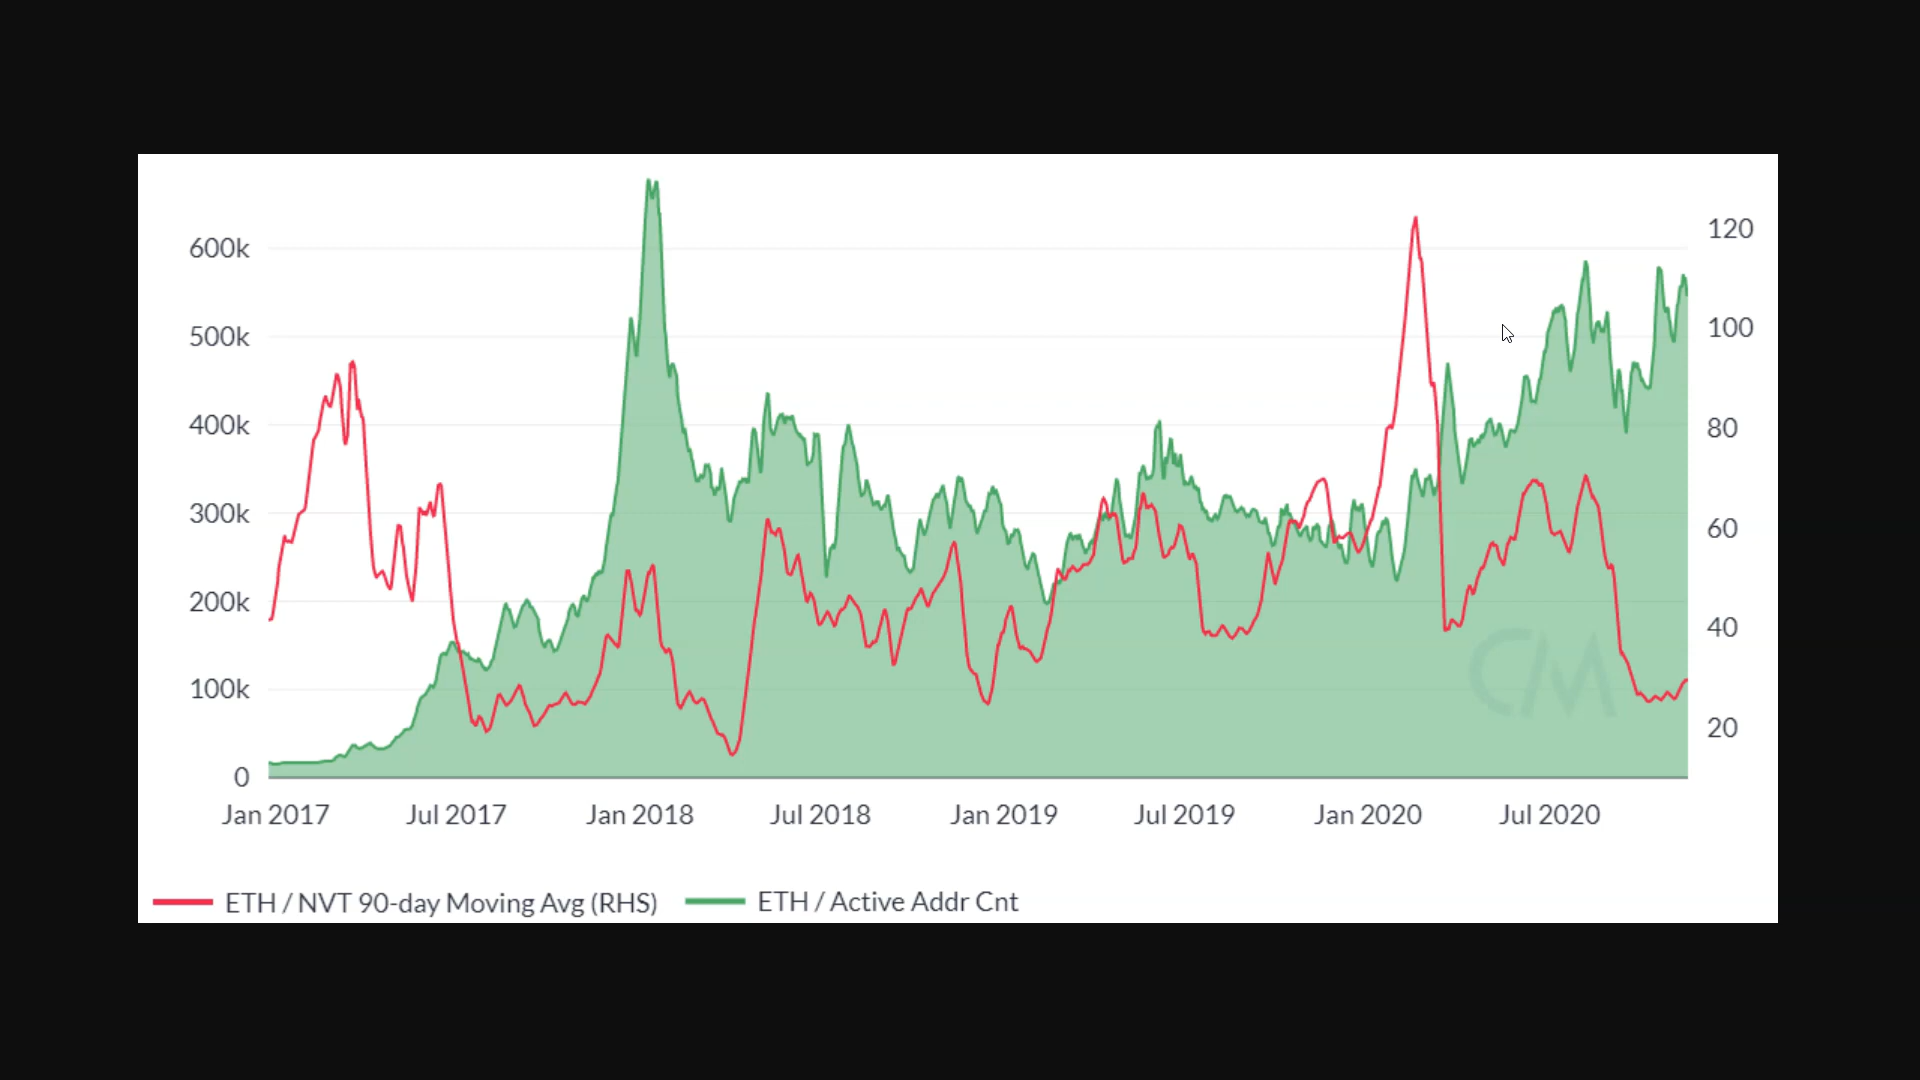 600k
500k
400k
300k
200k
100k
0
120
100
80
60
40
20
Jan 2017 Jul 2017 Jan 2018 Jul 2018 Jan 2019 Jul 2019 Jan 2020 Jul 2020
CM
ETH / NVT 90-day Moving Avg (RHS) ETH / Active Addr Cnt